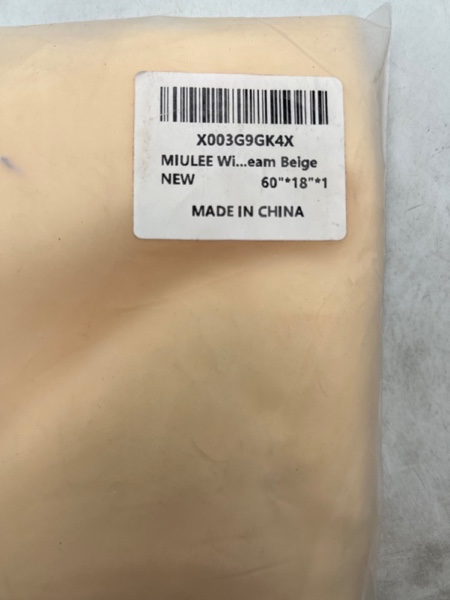 X003G9GK4X
MIULEE Wi...eam Beige
NEW 60"*18"*1
MADE IN CHINA